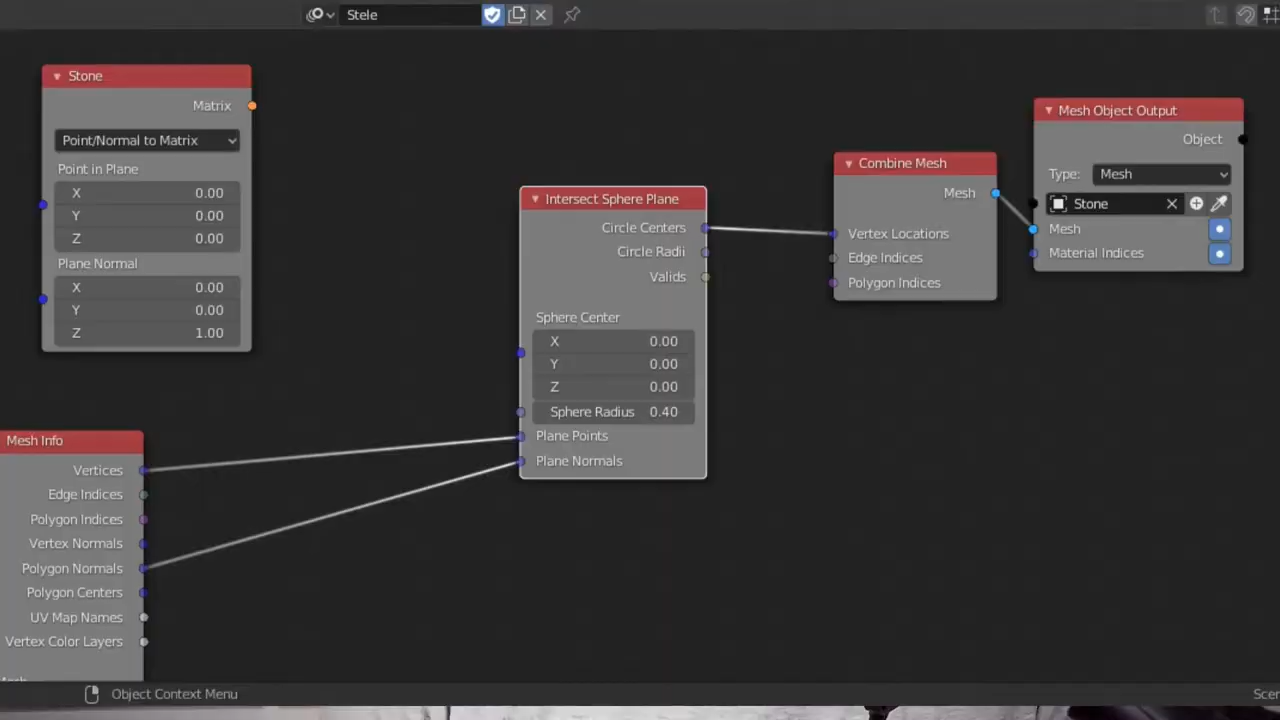 Stele
Stone
Matrix
Point/Normal to Matrix
Point in Plane
X 0.00
Y 0.00
Z 0.00
Plane Normal
X 0.00
Y 0.00
Z 1.00
Mesh Info
Vertices
Edge Indices
Polygon Indices
Vertex Normals
Polygon Normals
Polygon Centers
UV Map Names
Vertex Color Layers
Intersect Sphere Plane
Circle Centers
Circle Radii
Valids
Sphere Center
X 0.00
Y 0.00
Z 0.00
Sphere Radius 0.40
Plane Points
Plane Normals
Combine Mesh
Mesh
Vertex Locations
Edge Indices
Polygon Indices
Mesh Object Output
Object
Type: Mesh
Stone
Mesh
Material Indices
Object Context Menu
Scer